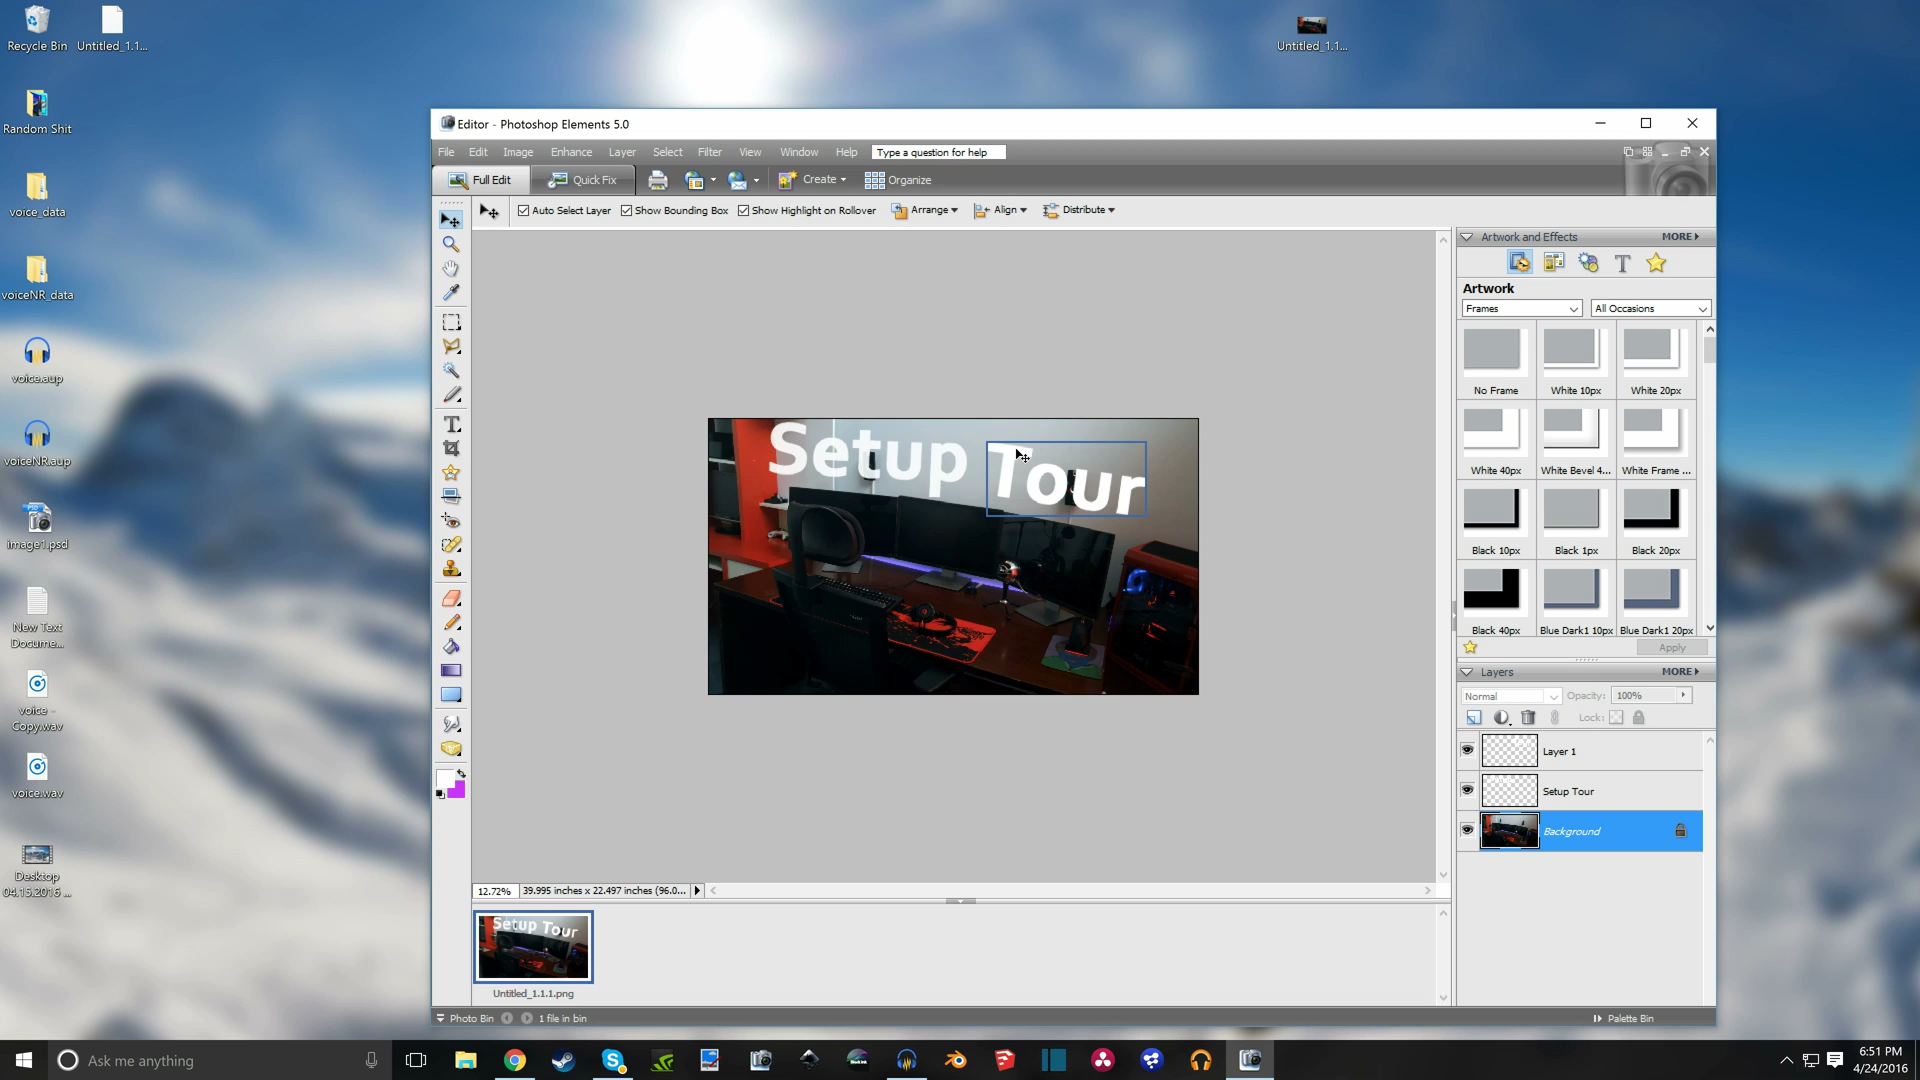 Recycle Bin
Untitled_1.1...
Untitled_1.1...
Random Shit
voice_data
voiceNR_data
voice.aup
voiceNR.aup
image1.psd
New Text
Docume...
voice -
Copy.wav
voice.wav
Desktop
04.15.2016 ...
Editor - Photoshop Elements 5.0
File Edit Image Enhance Layer Select Filter View Window Help Type a question for help
Full Edit Quick Fix Create Organize
Auto Select Layer Show Bounding Box Show Highlight on Rollover Arrange Align Distribute
Setup Tour
Artwork and Effects MORE
Artwork
Frames All Occasions
No Frame White 10px White 20px
White 40px White Bevel 4... White Frame ...
Black 10px Black 1px Black 20px
Black 40px Blue Dark1 10px Blue Dark1 20px
Apply
Layers MORE
Normal Opacity: 100%
Lock:
Layer 1
Setup Tour
Background
12.72% 39.995 inches x 22.497 inches (96.0...
Setup Tour
Untitled_1.1.1.png
Photo Bin 1 file in bin Palette Bin
Ask me anything
6:51 PM
4/24/2016